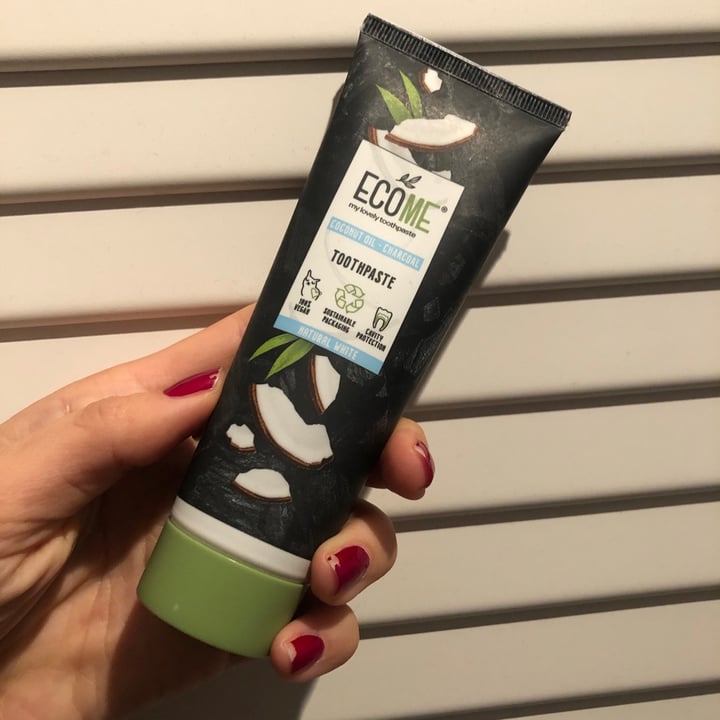 ECOME®
my lovely toothpaste
COCONUT OIL - CHARCOAL
TOOTHPASTE
100% VEGAN
SUSTAINABLE PACKAGING
CAVITY PROTECTION
NATURAL WHITE